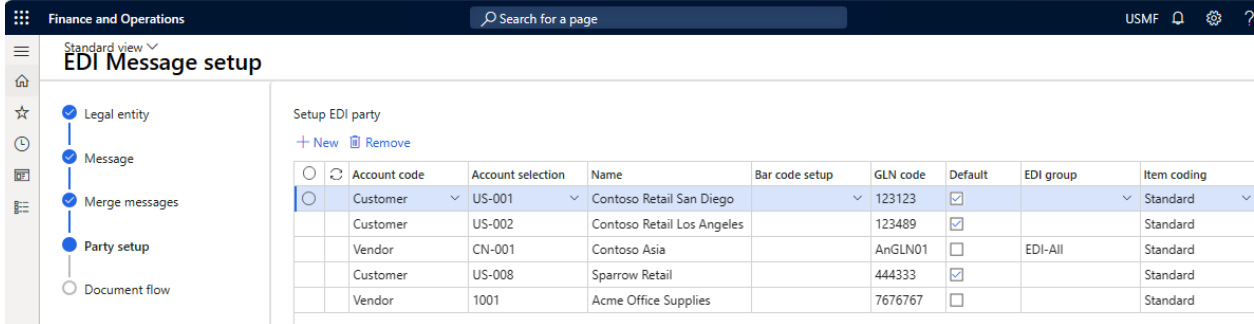 Finance and Operations Search for a page USMF ?
Standard view
EDI Message setup
Legal entity
Message
Merge messages
Party setup
Document flow
Setup EDI party
New Remove
Account code Account selection Name Bar code setup GLN code Default EDI group Item coding
Customer US-001 Contoso Retail San Diego 123123 Standard
Customer US-002 Contoso Retail Los Angeles 123489 Standard
Vendor CN-001 Contoso Asia AnGLN01 EDI-All Standard
Customer US-008 Sparrow Retail 444333 Standard
Vendor 1001 Acme Office Supplies 7676767 Standard